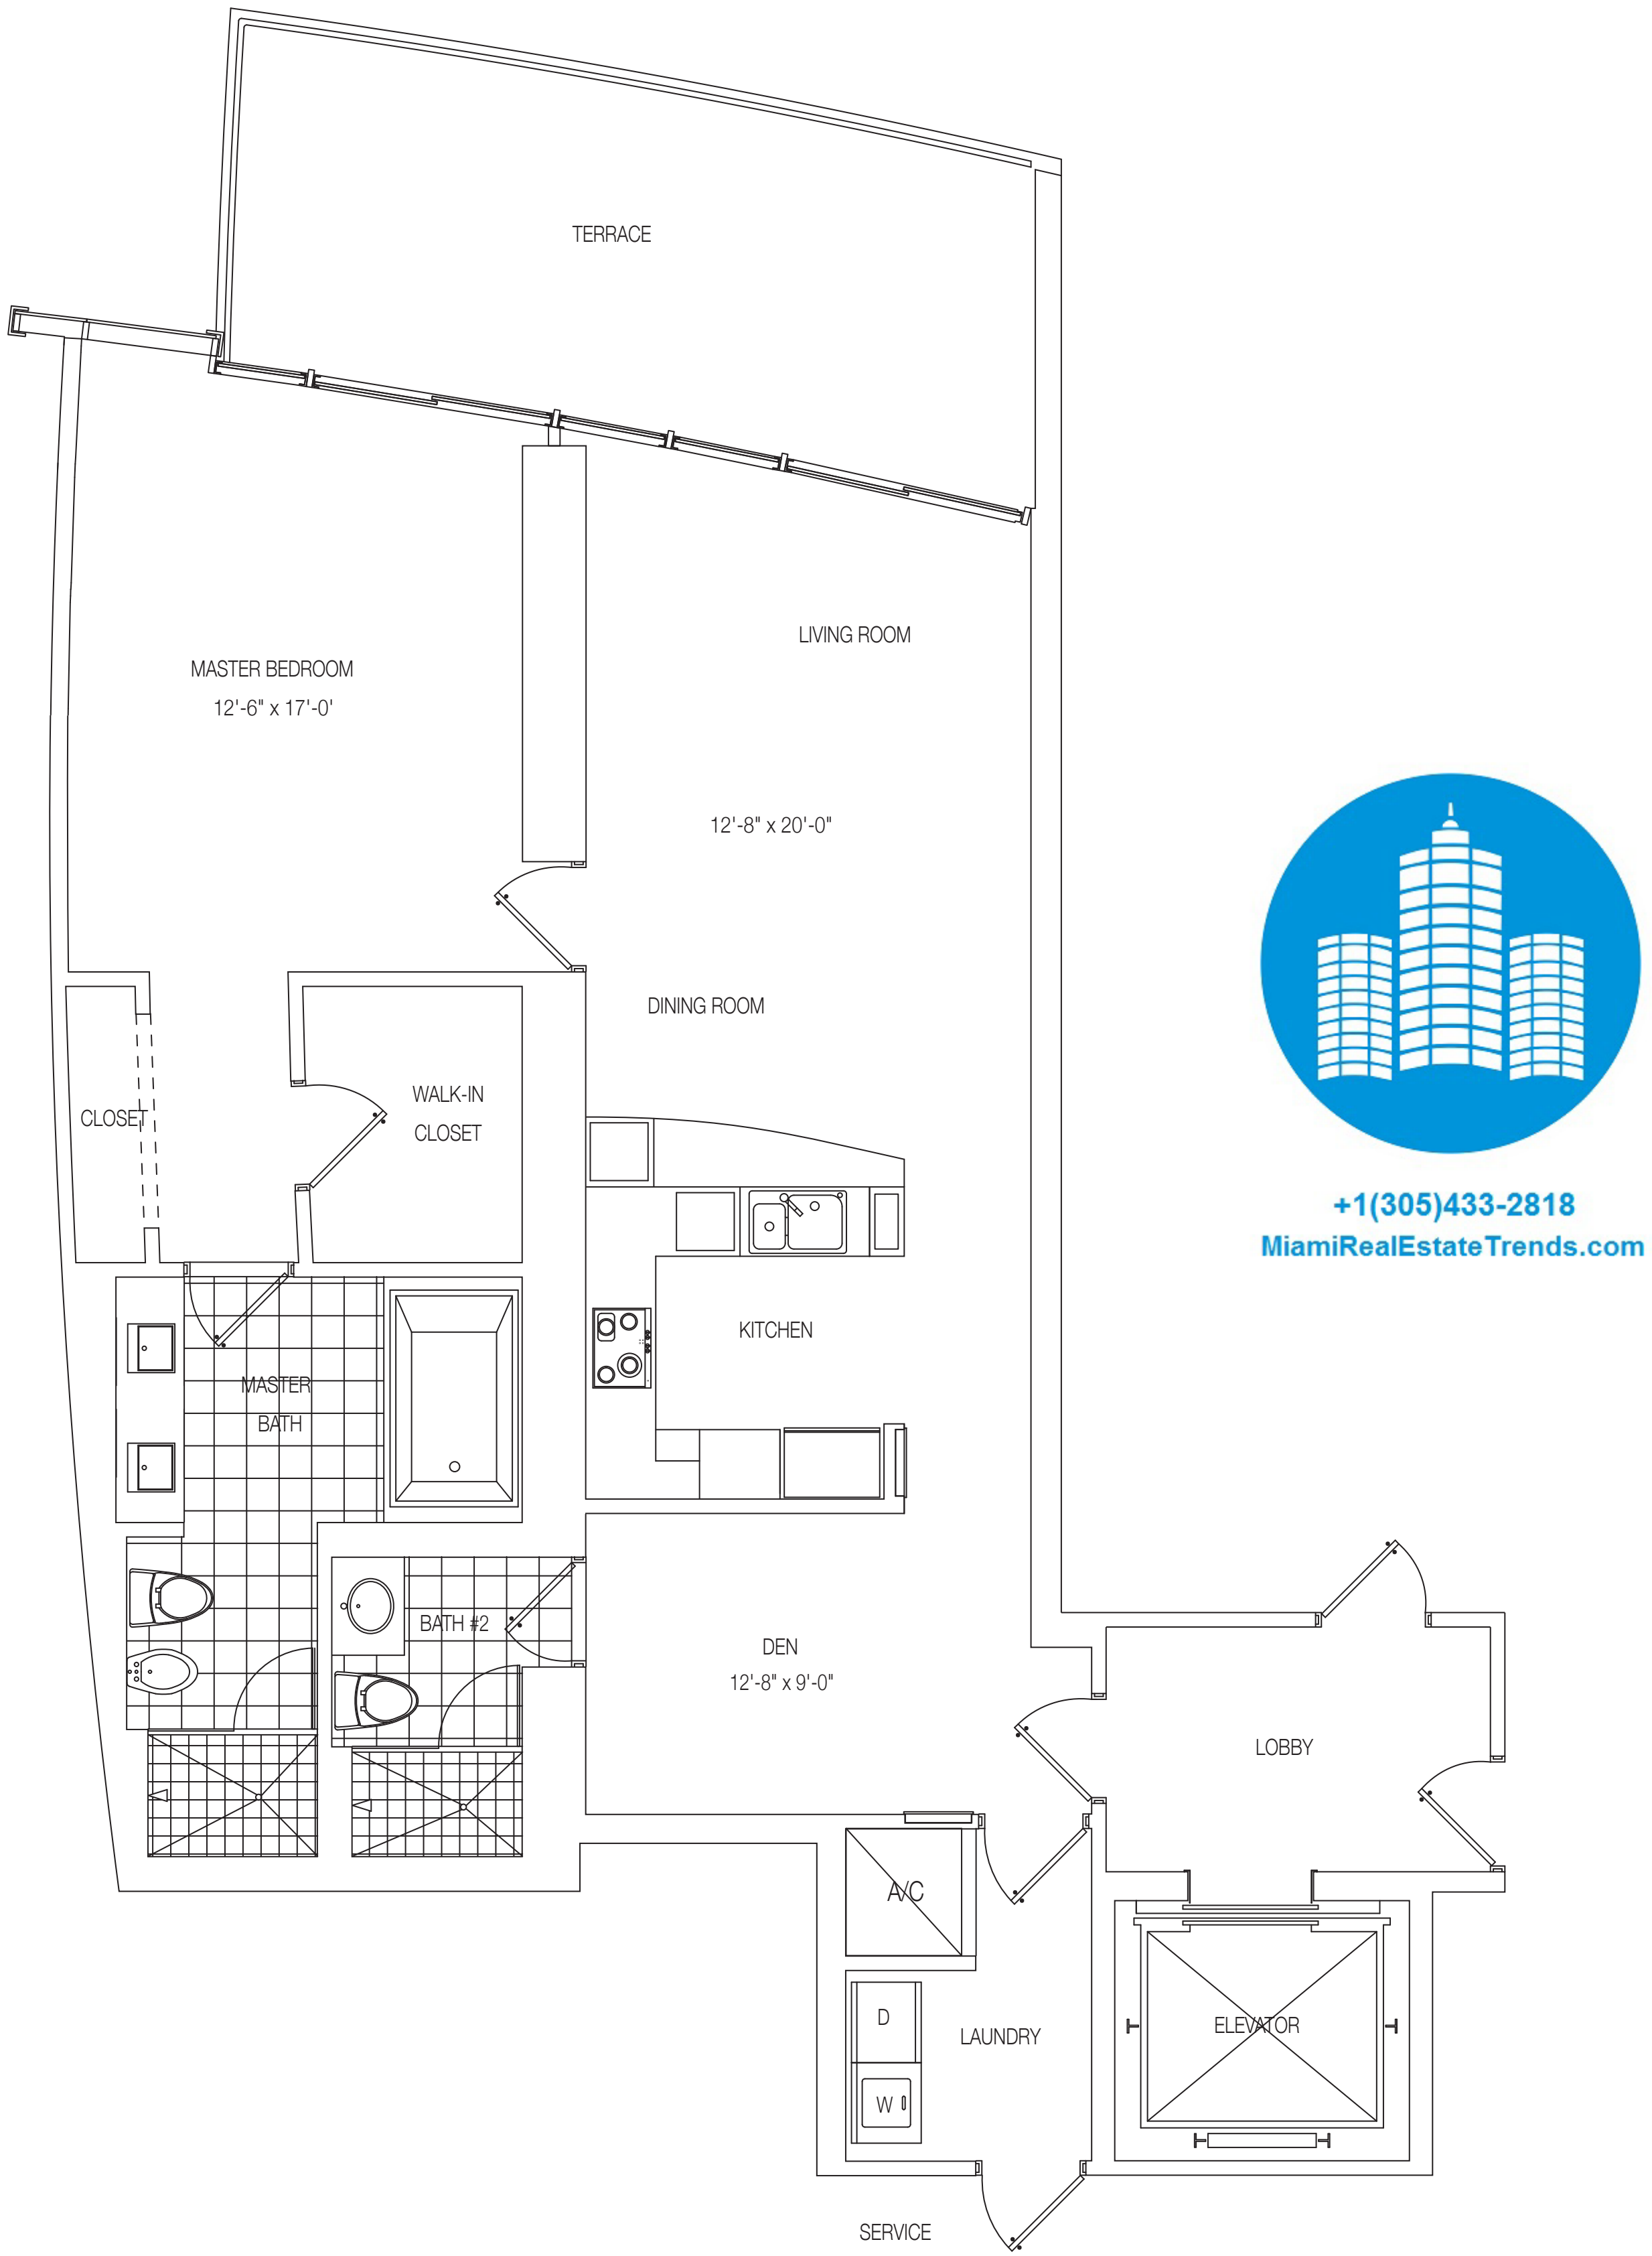 TERRACE
LIVING ROOM
MASTER BEDROOM
12'-6" x 17'-0'
12'-8" x 20'-0"
DINING ROOM
WALK-IN
CLOSET
CLOSET
+1(305)433-2818
MiamiRealEstateTrends.com
KITCHEN
MASTER
BATH
BATH #2
DEN
12'-8" x 9'-0"
LOBBY
A/C
D
LAUNDRY
ELEVATOR
W
SERVICE